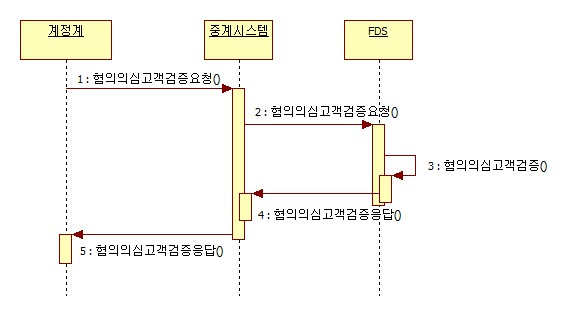 계정계
중계시스템
FDS
1 : 혐의의심고객검증요청()
2 : 혐의의심고객검증요청()
3 : 혐의의심고객검증()
4 : 혐의의심고객검증응답()
5 : 혐의의심고객검증응답()